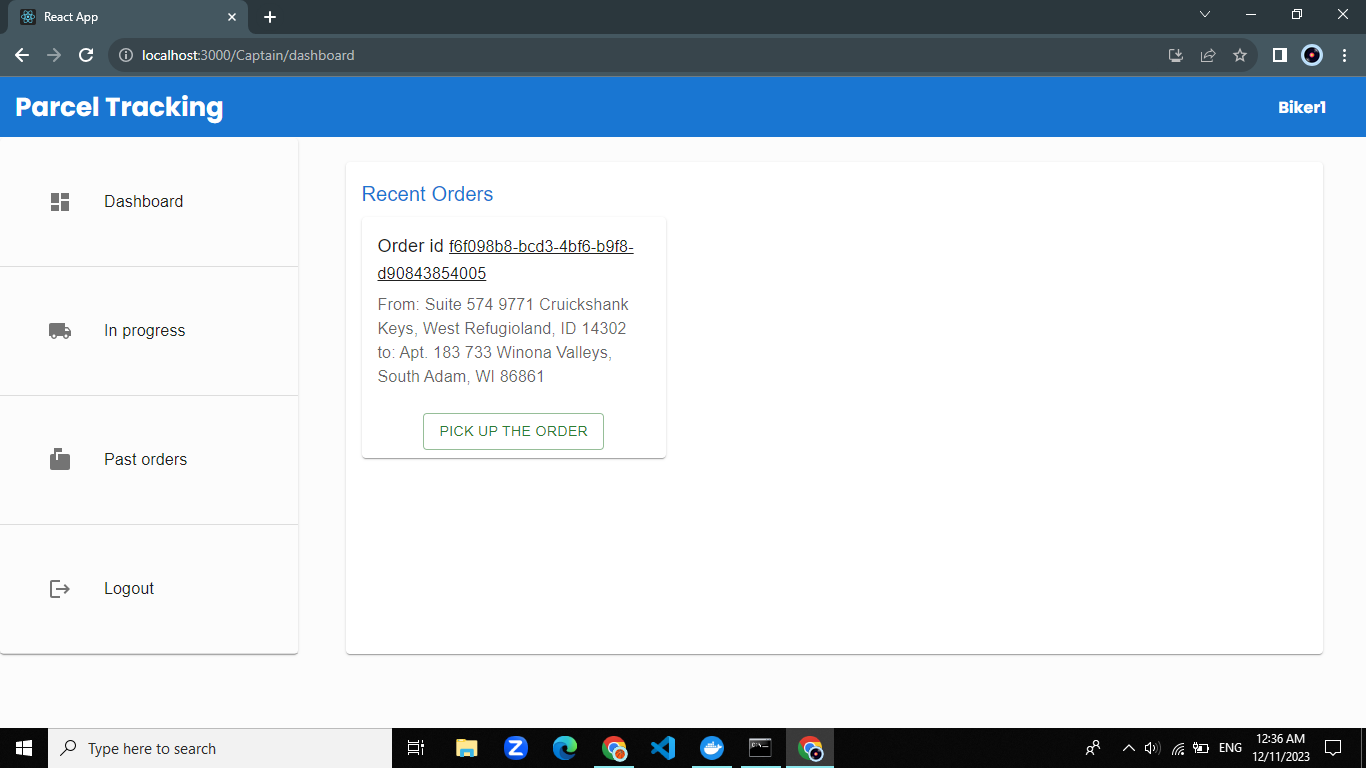 React App
localhost:3000/Captain/dashboard
Parcel Tracking
Biker1
Dashboard
In progress
Past orders
Logout
Recent Orders
Order id f6f098b8-bcd3-4bf6-b9f8-
d90843854005
From: Suite 574 9771 Cruickshank
Keys, West Refugioland, ID 14302
to: Apt. 183 733 Winona Valleys,
South Adam, WI 86861
PICK UP THE ORDER
Type here to search
ENG
12:36 AM
12/11/2023